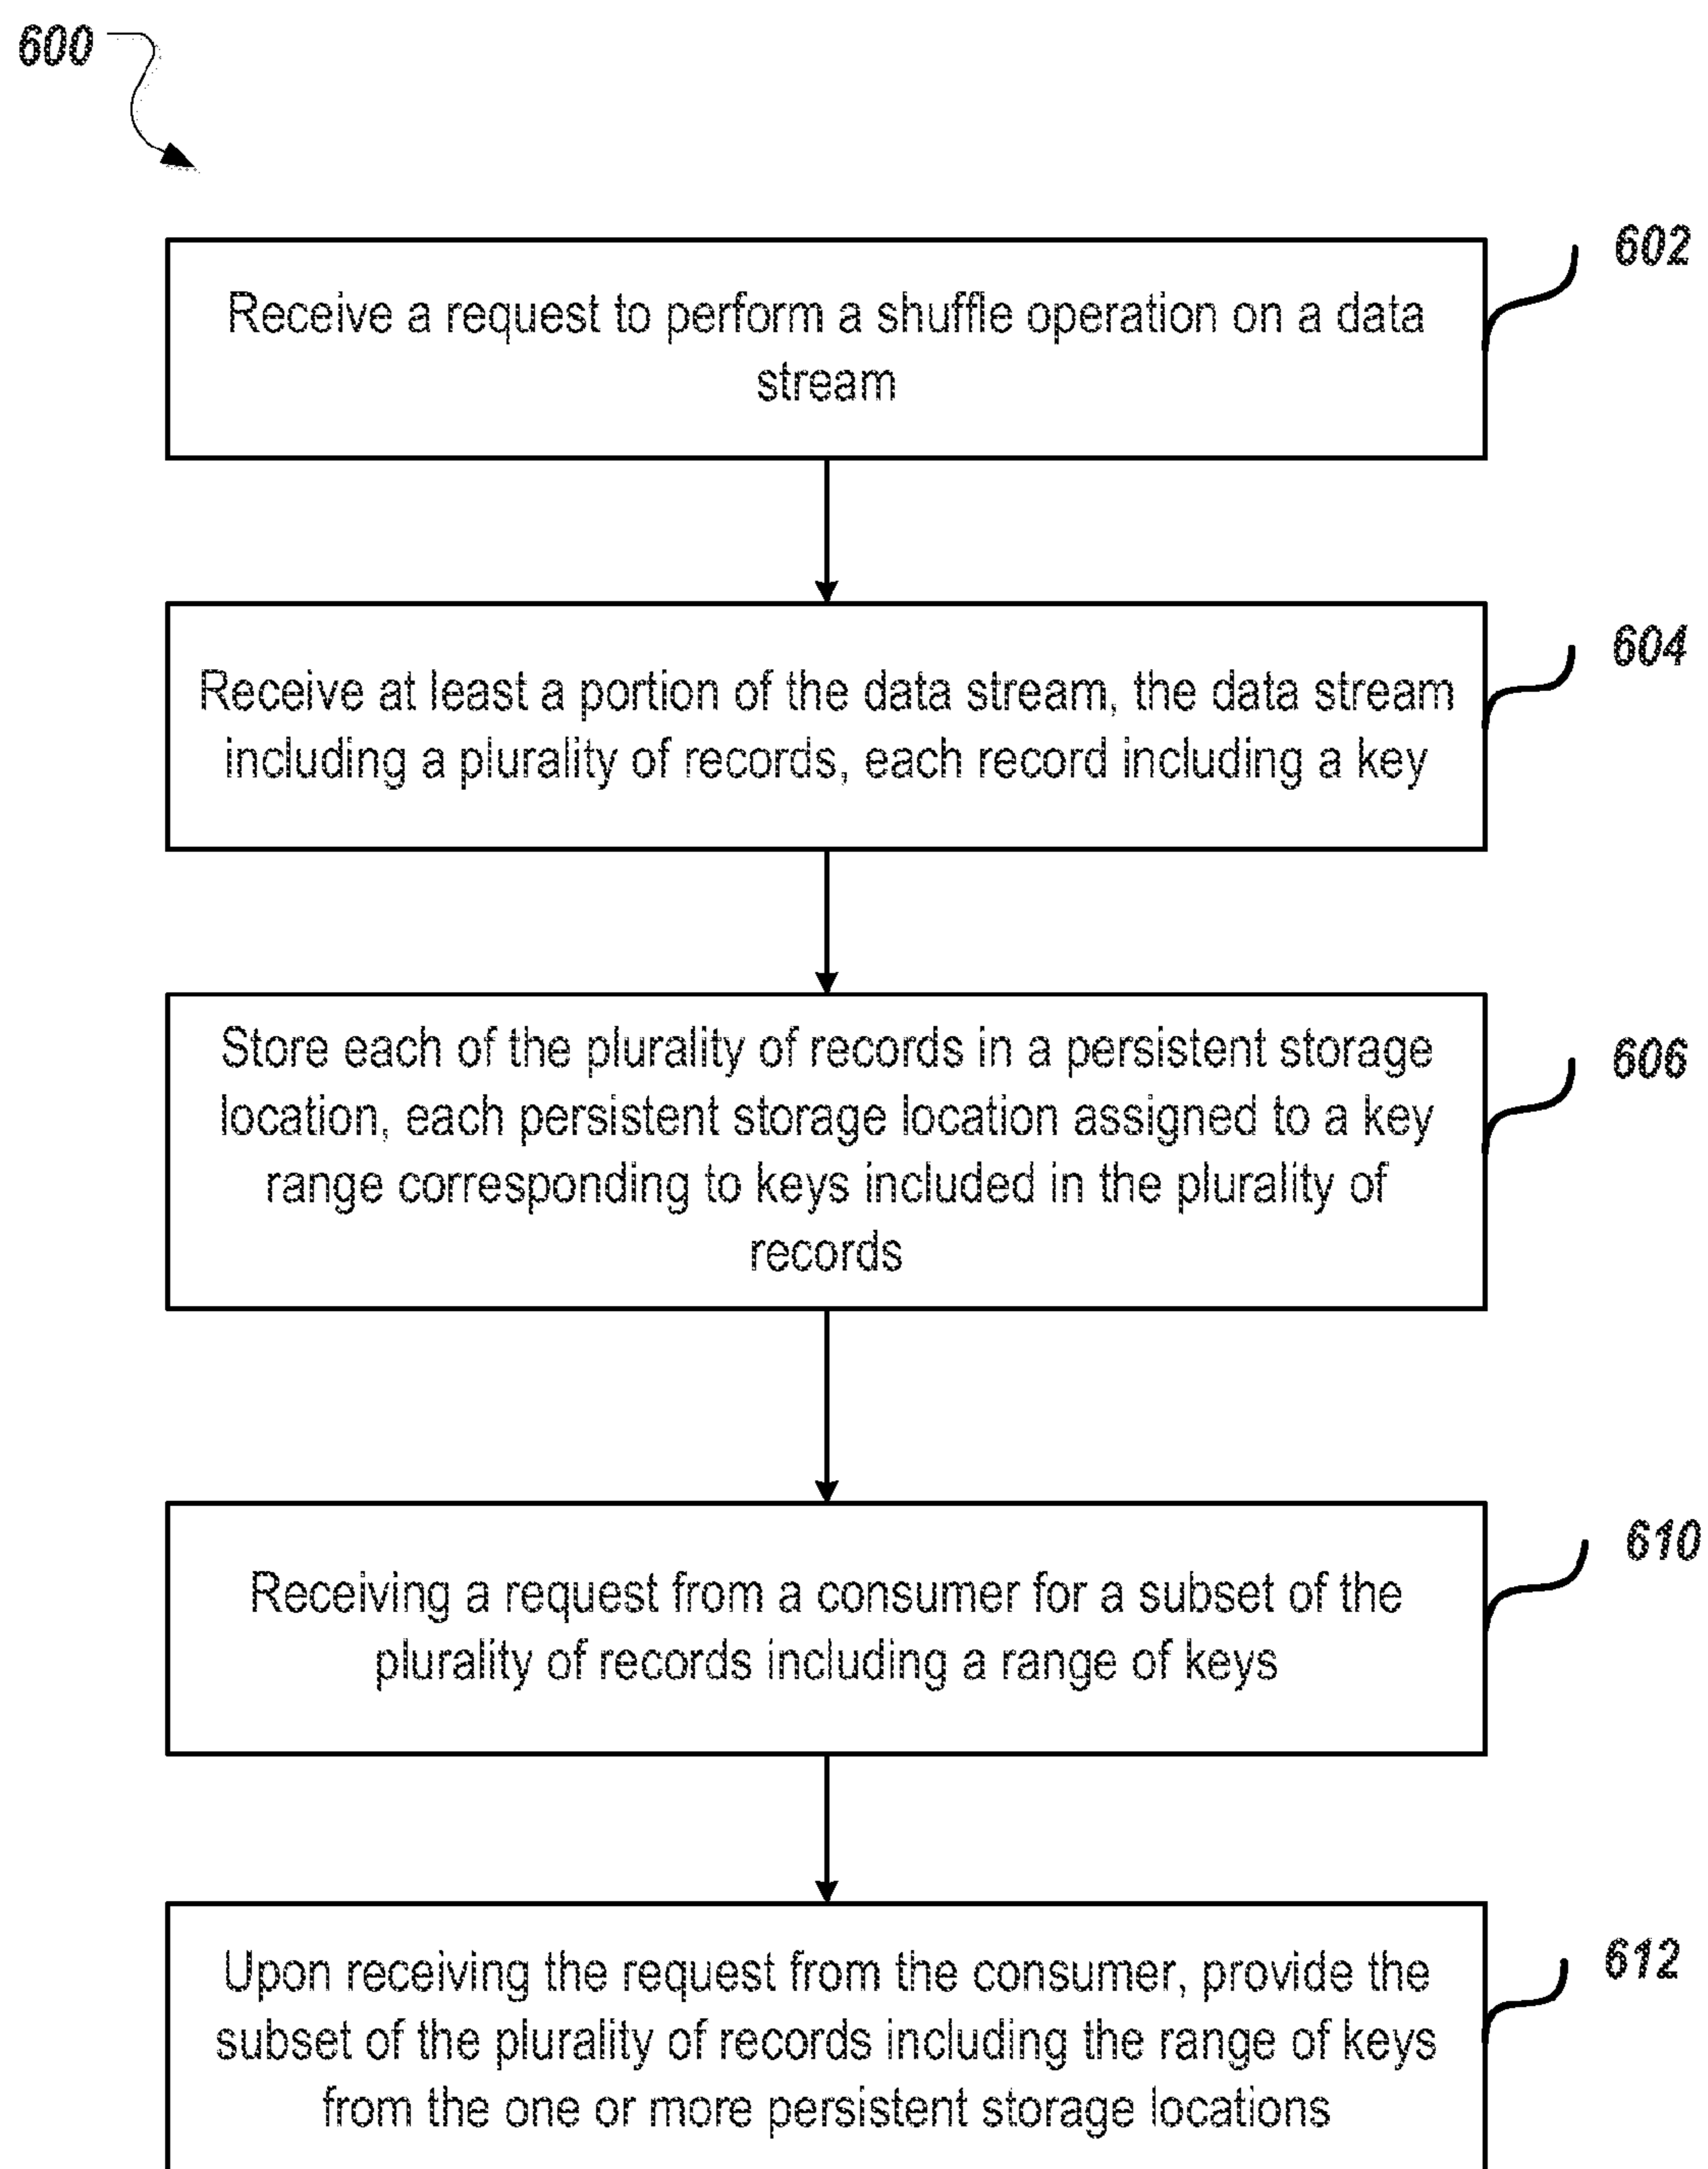 600
602
Receive a request to perform a shuffle operation on a data
stream
604
Receive at least a portion of the data stream, the data stream
including a plurality of records, each record including a key
606
Store each of the plurality of records in a persistent storage
location, each persistent storage location assigned to a key
range corresponding to keys included in the plurality of
records
610
Receiving a request from a consumer for a subset of the
plurality of records including a range of keys
612
Upon receiving the request from the consumer, provide the
subset of the plurality of records including the range of keys
from the one or more persistent storage locations